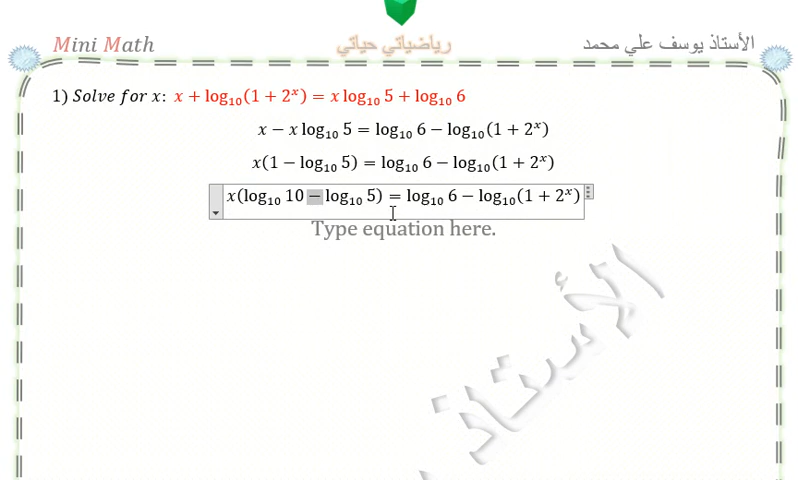 Mini Math رياضياتي حياتي الأستاذ يوسف علي محمد
1) Solve for x: x + log₁₀(1 + 2ˣ) = x log₁₀ 5 + log₁₀ 6
x − x log₁₀ 5 = log₁₀ 6 − log₁₀(1 + 2ˣ)
x(1 − log₁₀ 5) = log₁₀ 6 − log₁₀(1 + 2ˣ)
x(log₁₀ 10 − log₁₀ 5) = log₁₀ 6 − log₁₀(1 + 2ˣ)
Type equation here.
الأستاذ